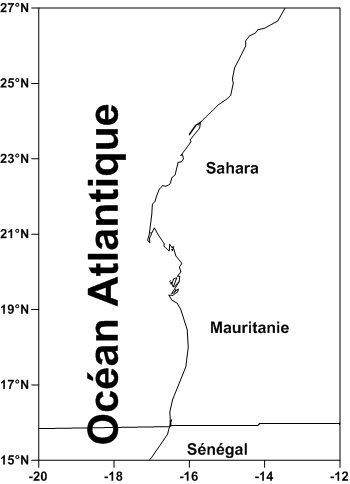 27°N
25°N
23°N
21°N
19°N
17°N
15°N
Océan Atlantique
Sahara
Mauritanie
Sénégal
-20 -18 -16 -14 -12